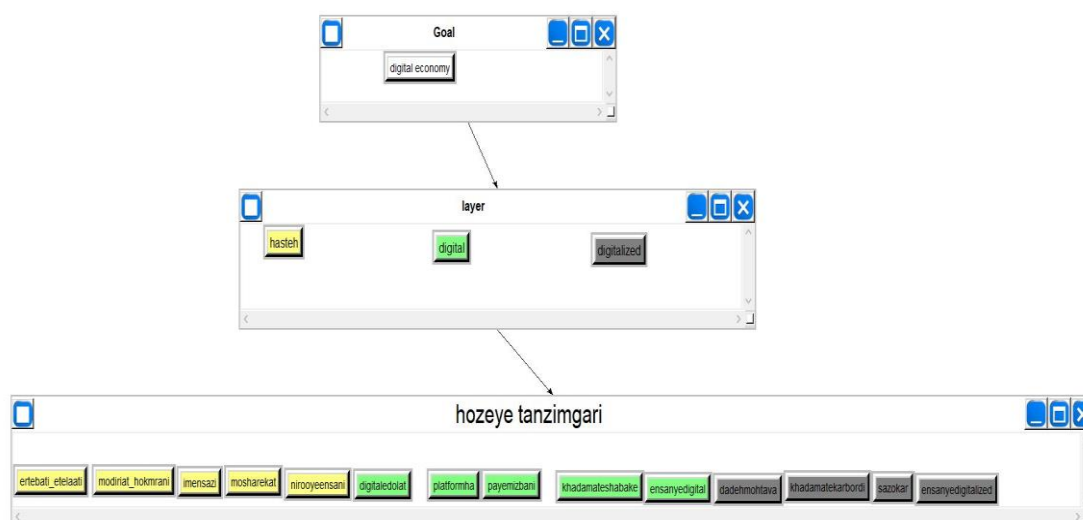 Goal
digital economy
layer
hasteh digital digitalized
hozeye tanzimgari
ertebati_etelaati modiriat_hokmrani imensazi mosharekat nirooyeensani digitaledolat platformha payemizbani khadamateshabake ensanyedigital dadehmohtava khadamatekarbordi sazokar ensanyedigitalized